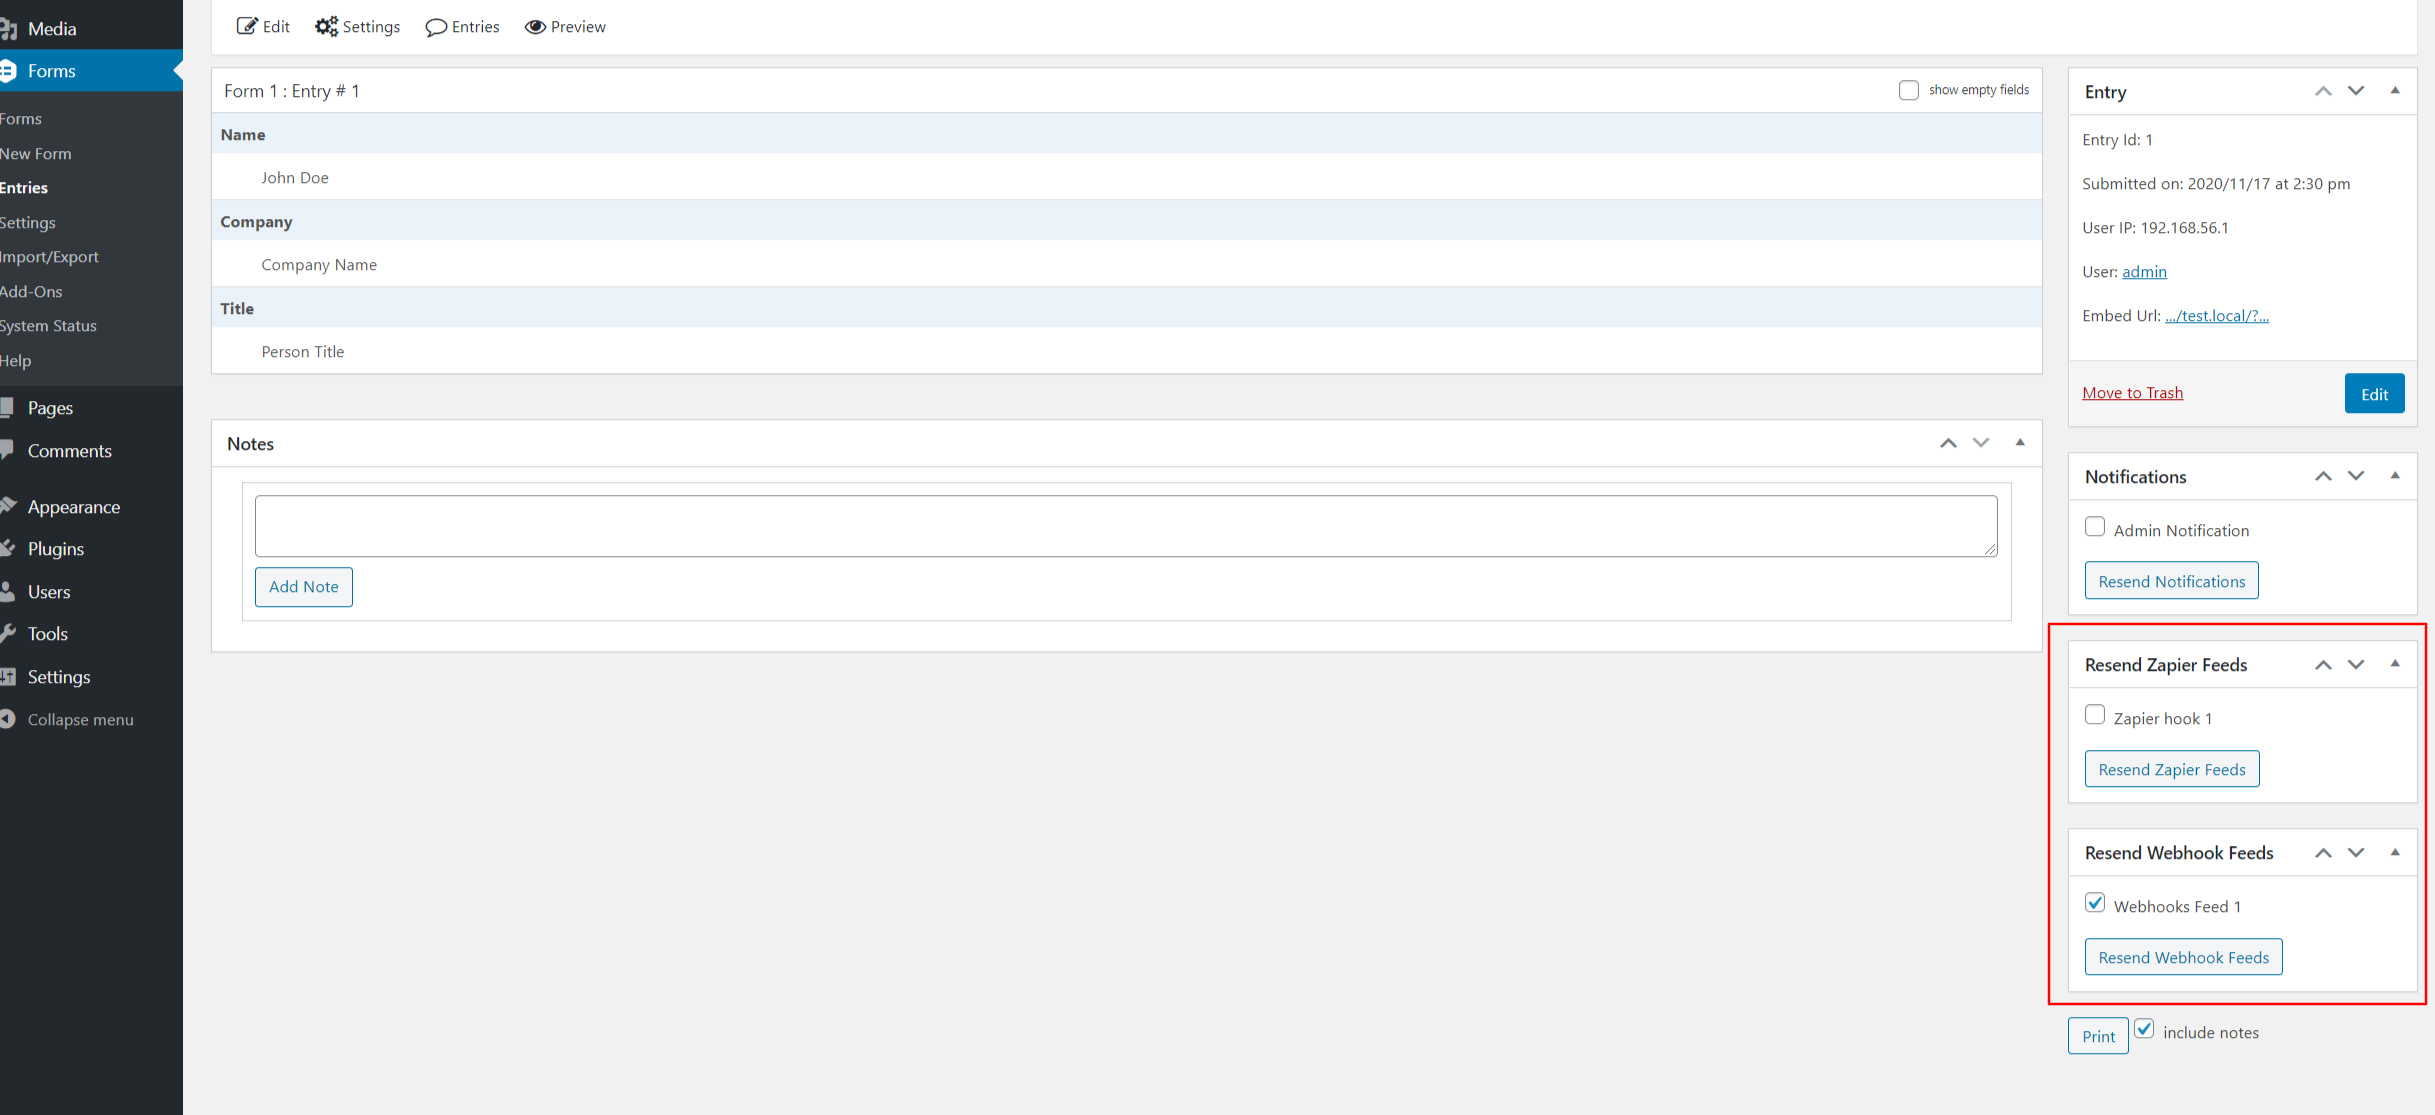 Media
Forms
Forms
New Form
Entries
Settings
Import/Export
Add-Ons
System Status
Help
Pages
Comments
Appearance
Plugins
Users
Tools
Settings
Collapse menu
Edit Settings Entries Preview
Form 1 : Entry # 1 show empty fields
Name
John Doe
Company
Company Name
Title
Person Title
Notes
Add Note
Entry
Entry Id: 1
Submitted on: 2020/11/17 at 2:30 pm
User IP: 192.168.56.1
User: admin
Embed Url: .../test.local/?...
Move to Trash Edit
Notifications
Admin Notification
Resend Notifications
Resend Zapier Feeds
Zapier hook 1
Resend Zapier Feeds
Resend Webhook Feeds
Webhooks Feed 1
Resend Webhook Feeds
Print include notes